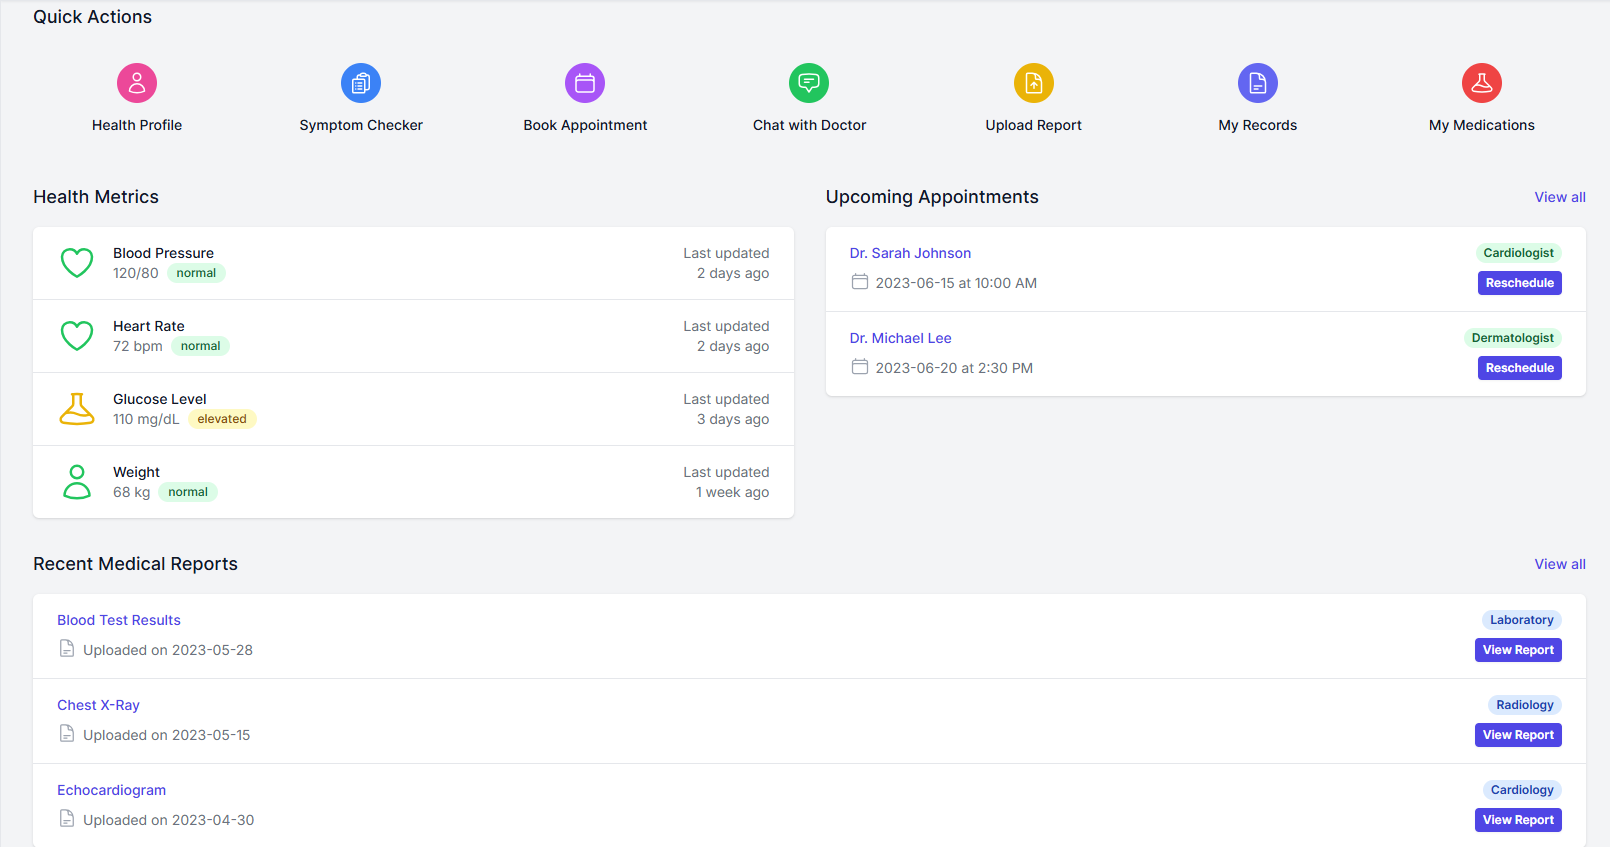 Quick Actions
Health Profile
Symptom Checker
Book Appointment
Chat with Doctor
Upload Report
My Records
My Medications
Health Metrics
Blood Pressure
120/80 normal
Last updated
2 days ago
Heart Rate
72 bpm normal
Last updated
2 days ago
Glucose Level
110 mg/dL elevated
Last updated
3 days ago
Weight
68 kg normal
Last updated
1 week ago
Upcoming Appointments
View all
Dr. Sarah Johnson
Cardiologist
2023-06-15 at 10:00 AM
Reschedule
Dr. Michael Lee
Dermatologist
2023-06-20 at 2:30 PM
Reschedule
Recent Medical Reports
View all
Blood Test Results
Laboratory
Uploaded on 2023-05-28
View Report
Chest X-Ray
Radiology
Uploaded on 2023-05-15
View Report
Echocardiogram
Cardiology
Uploaded on 2023-04-30
View Report